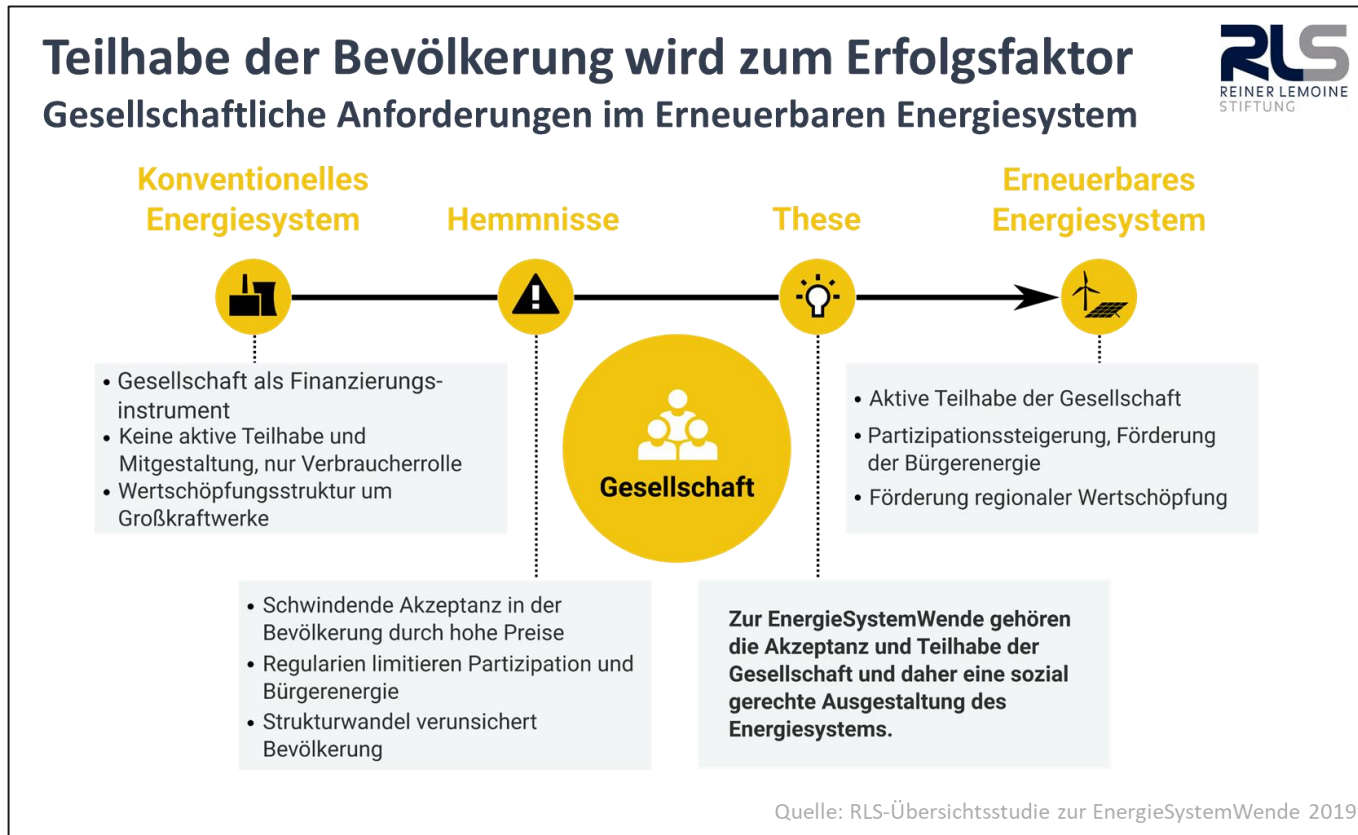 Teilhabe der Bevölkerung wird zum Erfolgsfaktor
Gesellschaftliche Anforderungen im Erneuerbaren Energiesystem
RLS
REINER LEMOINE
STIFTUNG
Konventionelles
Energiesystem
Hemmnisse
These
Erneuerbares
Energiesystem
• Gesellschaft als Finanzierungs-
instrument
• Keine aktive Teilhabe und
Mitgestaltung, nur Verbraucherrolle
• Wertschöpfungsstruktur um
Großkraftwerke
Gesellschaft
• Aktive Teilhabe der Gesellschaft
• Partizipationssteigerung, Förderung
der Bürgerenergie
• Förderung regionaler Wertschöpfung
• Schwindende Akzeptanz in der
Bevölkerung durch hohe Preise
• Regularien limitieren Partizipation und
Bürgerenergie
• Strukturwandel verunsichert
Bevölkerung
Zur EnergieSystemWende gehören
die Akzeptanz und Teilhabe der
Gesellschaft und daher eine sozial
gerechte Ausgestaltung des
Energiesystems.
Quelle: RLS-Übersichtsstudie zur EnergieSystemWende 2019